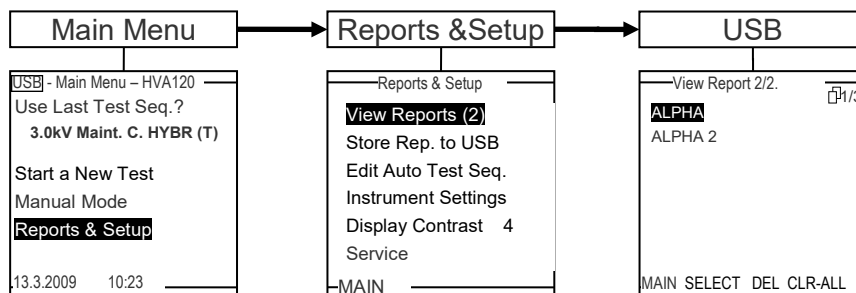 Main Menu
Reports &Setup
USB
USB - Main Menu – HVA120
Use Last Test Seq.?
3.0kV Maint. C. HYBR (T)
Start a New Test
Manual Mode
Reports & Setup
13.3.2009 10:23
Reports & Setup
View Reports (2)
Store Rep. to USB
Edit Auto Test Seq.
Instrument Settings
Display Contrast 4
Service
MAIN
View Report 2/2.
1/3
ALPHA
ALPHA 2
MAIN SELECT DEL CLR-ALL